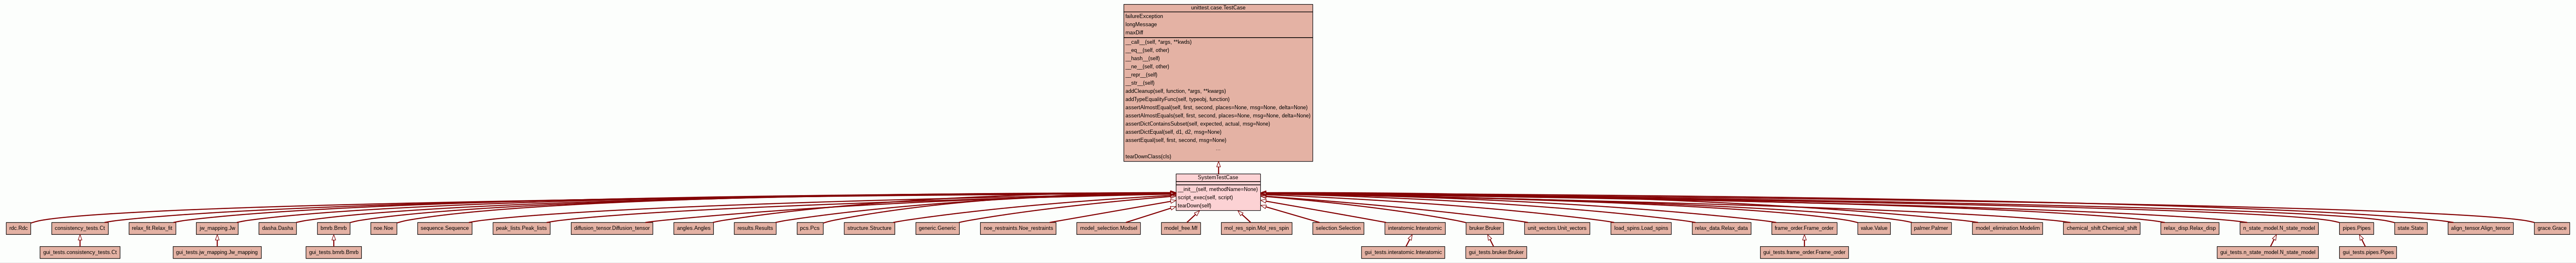 unittest.case.TestCase
failureException
longMessage
maxDiff
__call__(self, *args, **kwds)
__eq__(self, other)
__hash__(self)
__ne__(self, other)
__repr__(self)
__str__(self)
addCleanup(self, function, *args, **kwargs)
addTypeEqualityFunc(self, typeobj, function)
assertAlmostEqual(self, first, second, places=None, msg=None, delta=None)
assertAlmostEquals(self, first, second, places=None, msg=None, delta=None)
assertDictContainsSubset(self, expected, actual, msg=None)
assertDictEqual(self, d1, d2, msg=None)
assertEqual(self, first, second, msg=None)
...
tearDownClass(cls)
SystemTestCase
__init__(self, methodName=None)
script_exec(self, script)
tearDown(self)
rdc.Rdc
consistency_tests.Ct
relax_fit.Relax_fit
jw_mapping.Jw
dasha.Dasha
bmrb.Bmrb
noe.Noe
sequence.Sequence
peak_lists.Peak_lists
diffusion_tensor.Diffusion_tensor
angles.Angles
results.Results
pcs.Pcs
structure.Structure
generic.Generic
noe_restraints.Noe_restraints
model_selection.Modsel
model_free.Mf
mol_res_spin.Mol_res_spin
selection.Selection
interatomic.Interatomic
bruker.Bruker
unit_vectors.Unit_vectors
load_spins.Load_spins
relax_data.Relax_data
frame_order.Frame_order
value.Value
palmer.Palmer
model_elimination.Modelim
chemical_shift.Chemical_shift
relax_disp.Relax_disp
n_state_model.N_state_model
pipes.Pipes
state.State
align_tensor.Align_tensor
grace.Grace
gui_tests.consistency_tests.Ct
gui_tests.jw_mapping.Jw_mapping
gui_tests.bmrb.Bmrb
gui_tests.interatomic.Interatomic
gui_tests.bruker.Bruker
gui_tests.frame_order.Frame_order
gui_tests.n_state_model.N_state_model
gui_tests.pipes.Pipes